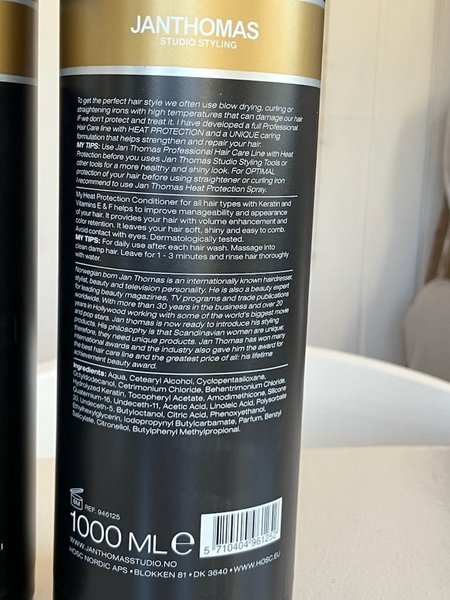 JANTHOMAS
STUDIO STYLING
To get the perfect hair style we often use blow drying, curling or
straightening irons with high temperatures that can damage our hair
if we don't protect and treat it. I have developed a full Professional
Hair Care line with HEAT PROTECTION and a UNIQUE caring
formulation that helps strengthen and repair your hair.
MY TIPS: Use Jan Thomas Professional Hair Care Line with Heat
Protection before you uses Jan Thomas Studio Styling Tools or
other tools for a more healthy and shiny look. For OPTIMAL
protection of your hair before using straightener or curling iron
I recommend to use Jan Thomas Heat Protection Spray.
My Heat Protection Conditioner for all hair types with Keratin and
Vitamins E & F helps to improve manageability and appearance
of your hair. It provides your hair with volume enhancement and
color retention. It leaves your hair soft, shiny and easy to comb.
Avoid contact with eyes. Dermatologically tested.
MY TIPS: For daily use after each hair wash. Massage into
clean damp hair. Leave for 1 - 3 minutes and rinse hair thoroughly
with water.
Norwegian born Jan Thomas is an internationally known hairdresser,
stylist, beauty and television personality. He is also a beauty expert
for leading beauty magazines, TV programs and trade publications
worldwide. With more than 30 years in the business and over 20
years in Hollywood working with some of the world's biggest movie
and pop stars. Jan thomas is now ready to introduce his styling
products. His philosophy is that Scandinavian women are unique;
therefore, they need unique products. Jan Thomas has won many
international awards and the industry also gave him the award for
the best hair care line and the greatest price of all: his lifetime
achievement beauty award.
Ingredients: Aqua, Cetearyl Alcohol, Cyclopentasiloxane,
Octyldodecanol, Cetrimonium Chloride, Behentrimonium Chloride,
Hydrolyzed Keratin, Tocopheryl Acetate, Amodimethicone, Silicone
Quaternium-16, Undeceth-11, Acetic Acid, Linoleic Acid, Polysorbate
20, Undeceth-5, Butyloctanol, Citric Acid, Phenoxyethanol,
Ethylhexylglycerin, Iodopropynyl Butylcarbamate, Parfum, Benzyl
Salicylate, Citronellol, Butylphenyl Methylpropional.
6M
REF. 946125
1000 ML e
5 710404 961252
WWW.JANTHOMASSTUDIO.NO
HOSC NORDIC APS • BLOKKEN 81 • DK 3640 • WWW.HOSC.EU